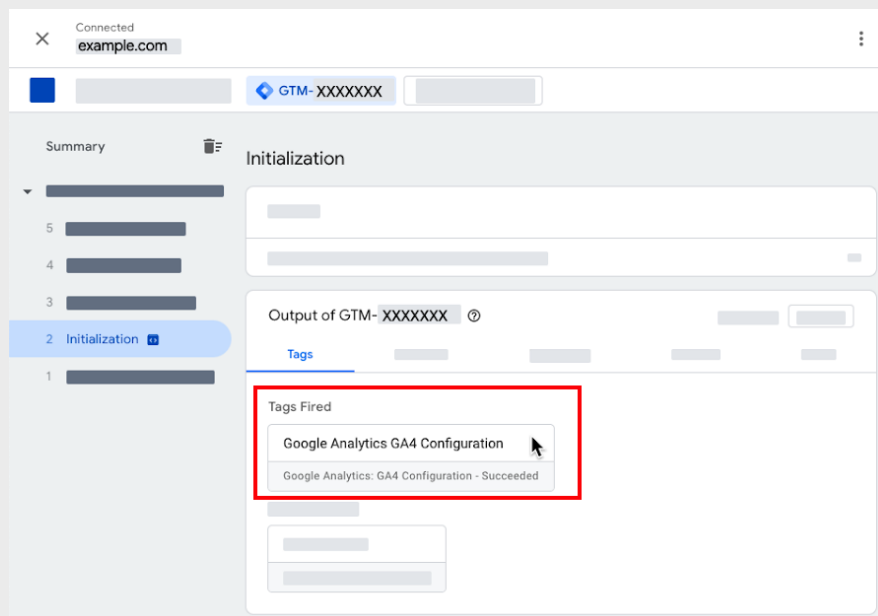 Connected
example.com
GTM- XXXXXXX
Summary
Initialization
5
4
3
2 Initialization
1
Output of GTM- XXXXXXX
Tags
Tags Fired
Google Analytics GA4 Configuration
Google Analytics: GA4 Configuration - Succeeded